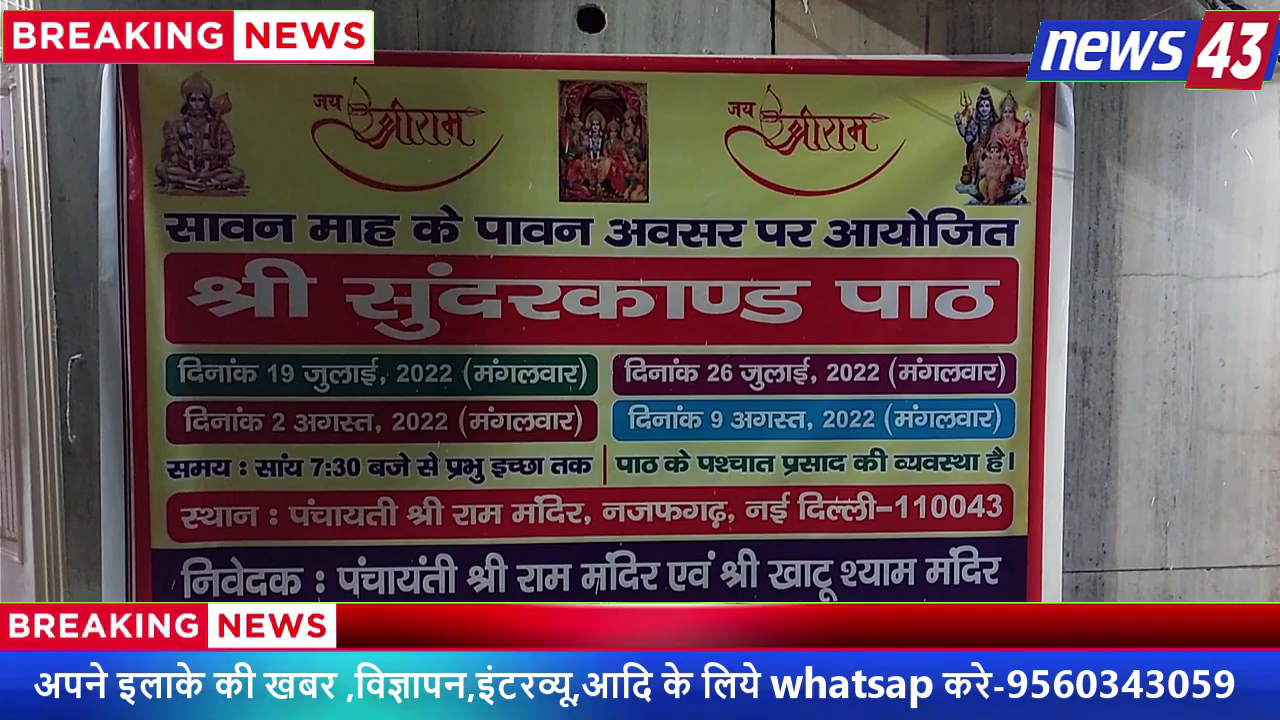 BREAKING NEWS
news 43
जय श्रीराम
जय श्रीराम
सावन माह के पावन अवसर पर आयोजित
श्री सुंदरकाण्ड पाठ
दिनांक 19 जुलाई, 2022 (मंगलवार)
दिनांक 26 जुलाई, 2022 (मंगलवार)
दिनांक 2 अगस्त, 2022 (मंगलवार)
दिनांक 9 अगस्त, 2022 (मंगलवार)
समय : सांय 7:30 बजे से प्रभु इच्छा तक
पाठ के पश्चात प्रसाद की व्यवस्था है।
स्थान : पंचायती श्री राम मंदिर, नजफगढ़, नई दिल्ली-110043
निवेदक : पंचायंती श्री राम मंदिर एवं श्री खाटू श्याम मंदिर
BREAKING NEWS
अपने इलाके की खबर ,विज्ञापन,इंटरव्यू,आदि के लिये whatsap करे-9560343059